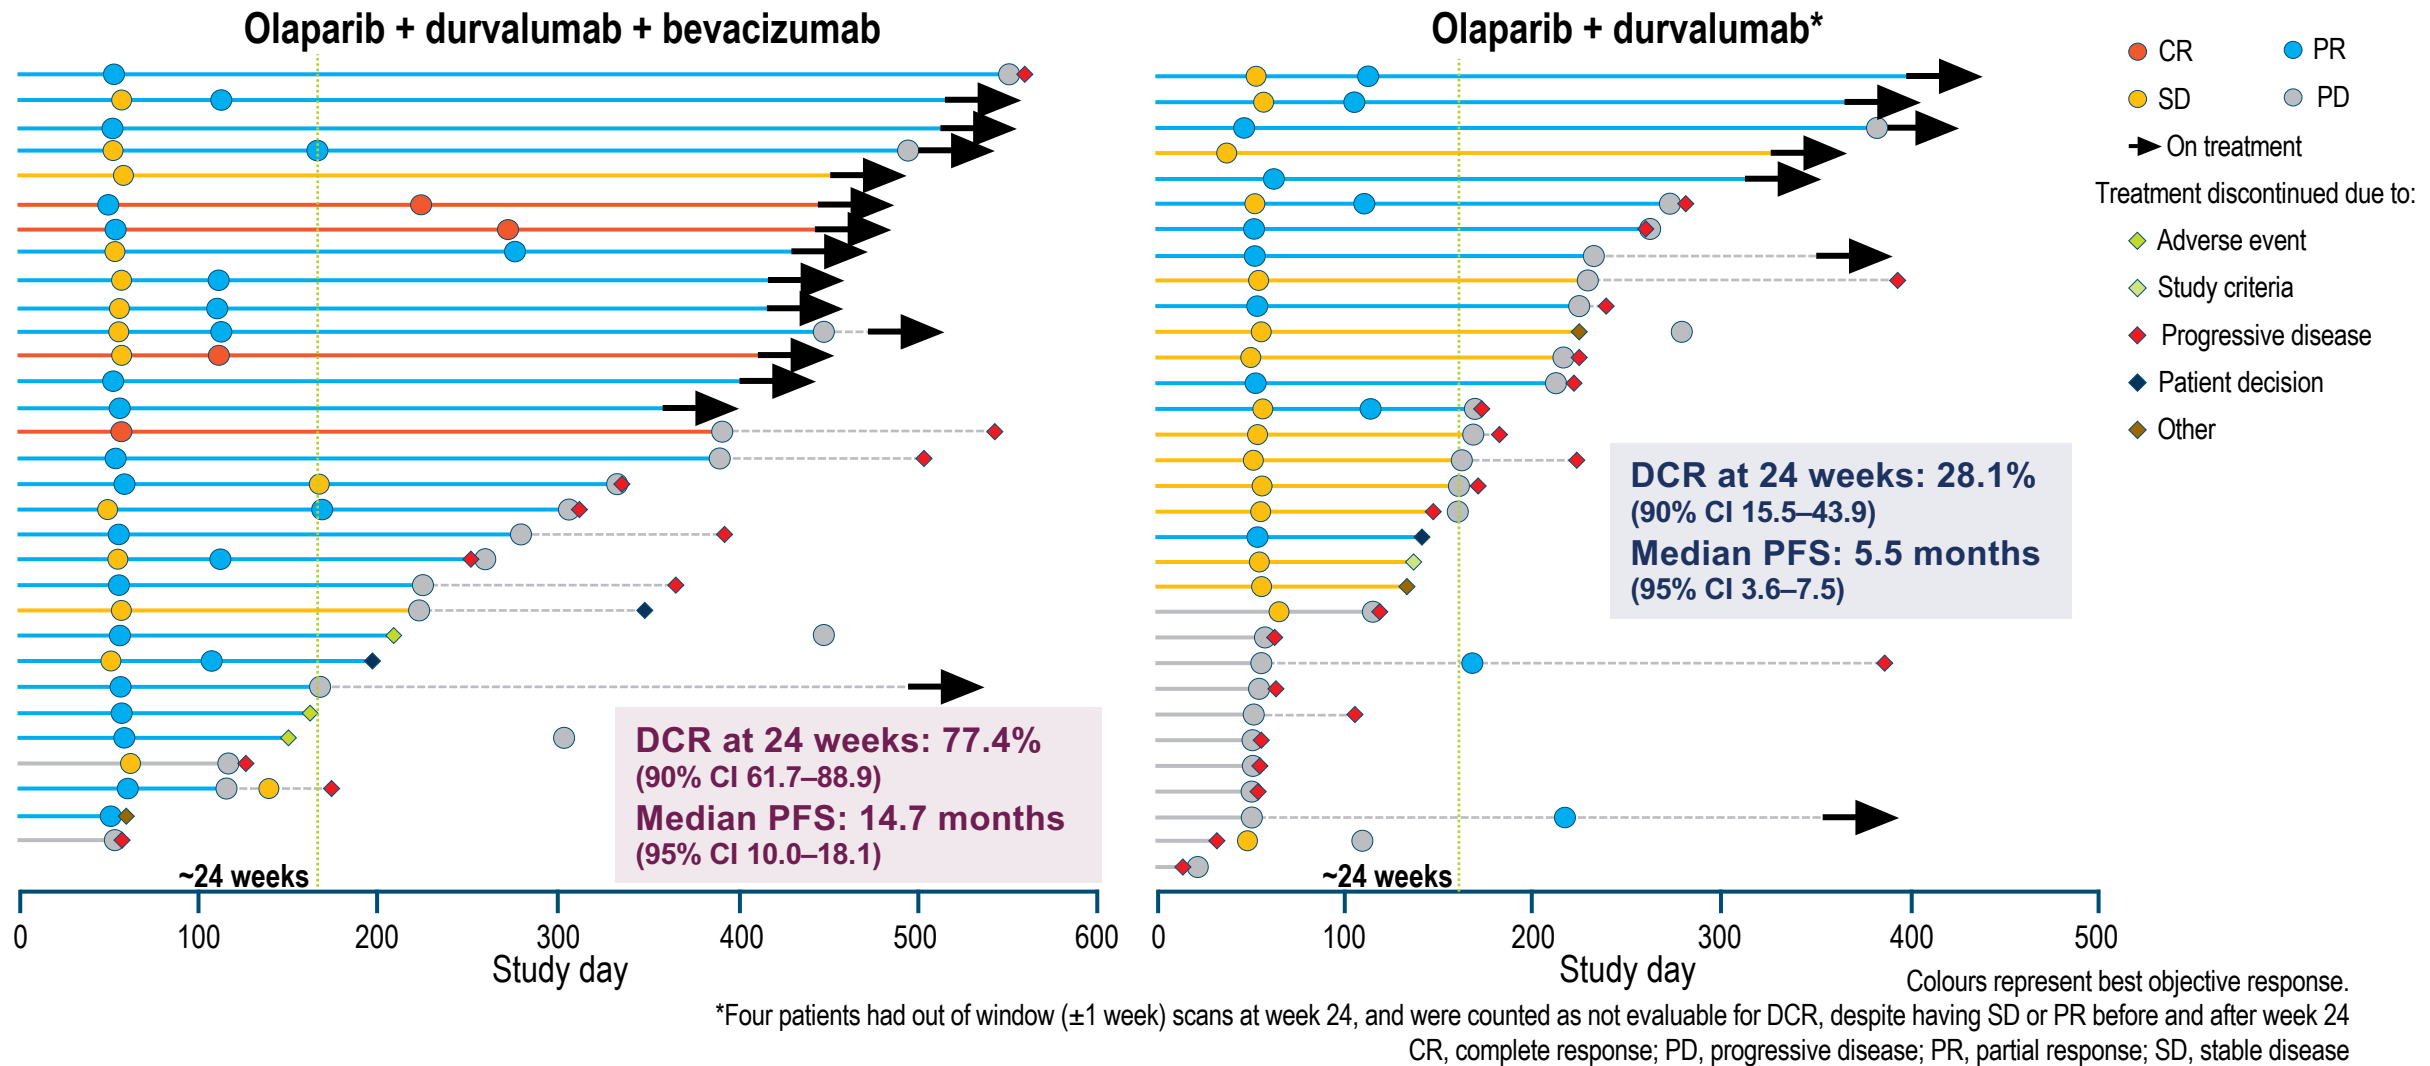 Olaparib + durvalumab + bevacizumab
Olaparib + durvalumab*
CR
PR
SD
PD
On treatment
Treatment discontinued due to:
Adverse event
Study criteria
Progressive disease
Patient decision
Other
DCR at 24 weeks: 77.4%
(90% CI 61.7–88.9)
Median PFS: 14.7 months
(95% CI 10.0–18.1)
~24 weeks
0 100 200 300 400 500 600
Study day
DCR at 24 weeks: 28.1%
(90% CI 15.5–43.9)
Median PFS: 5.5 months
(95% CI 3.6–7.5)
~24 weeks
0 100 200 300 400 500
Study day
Colours represent best objective response.
*Four patients had out of window (±1 week) scans at week 24, and were counted as not evaluable for DCR, despite having SD or PR before and after week 24
CR, complete response; PD, progressive disease; PR, partial response; SD, stable disease